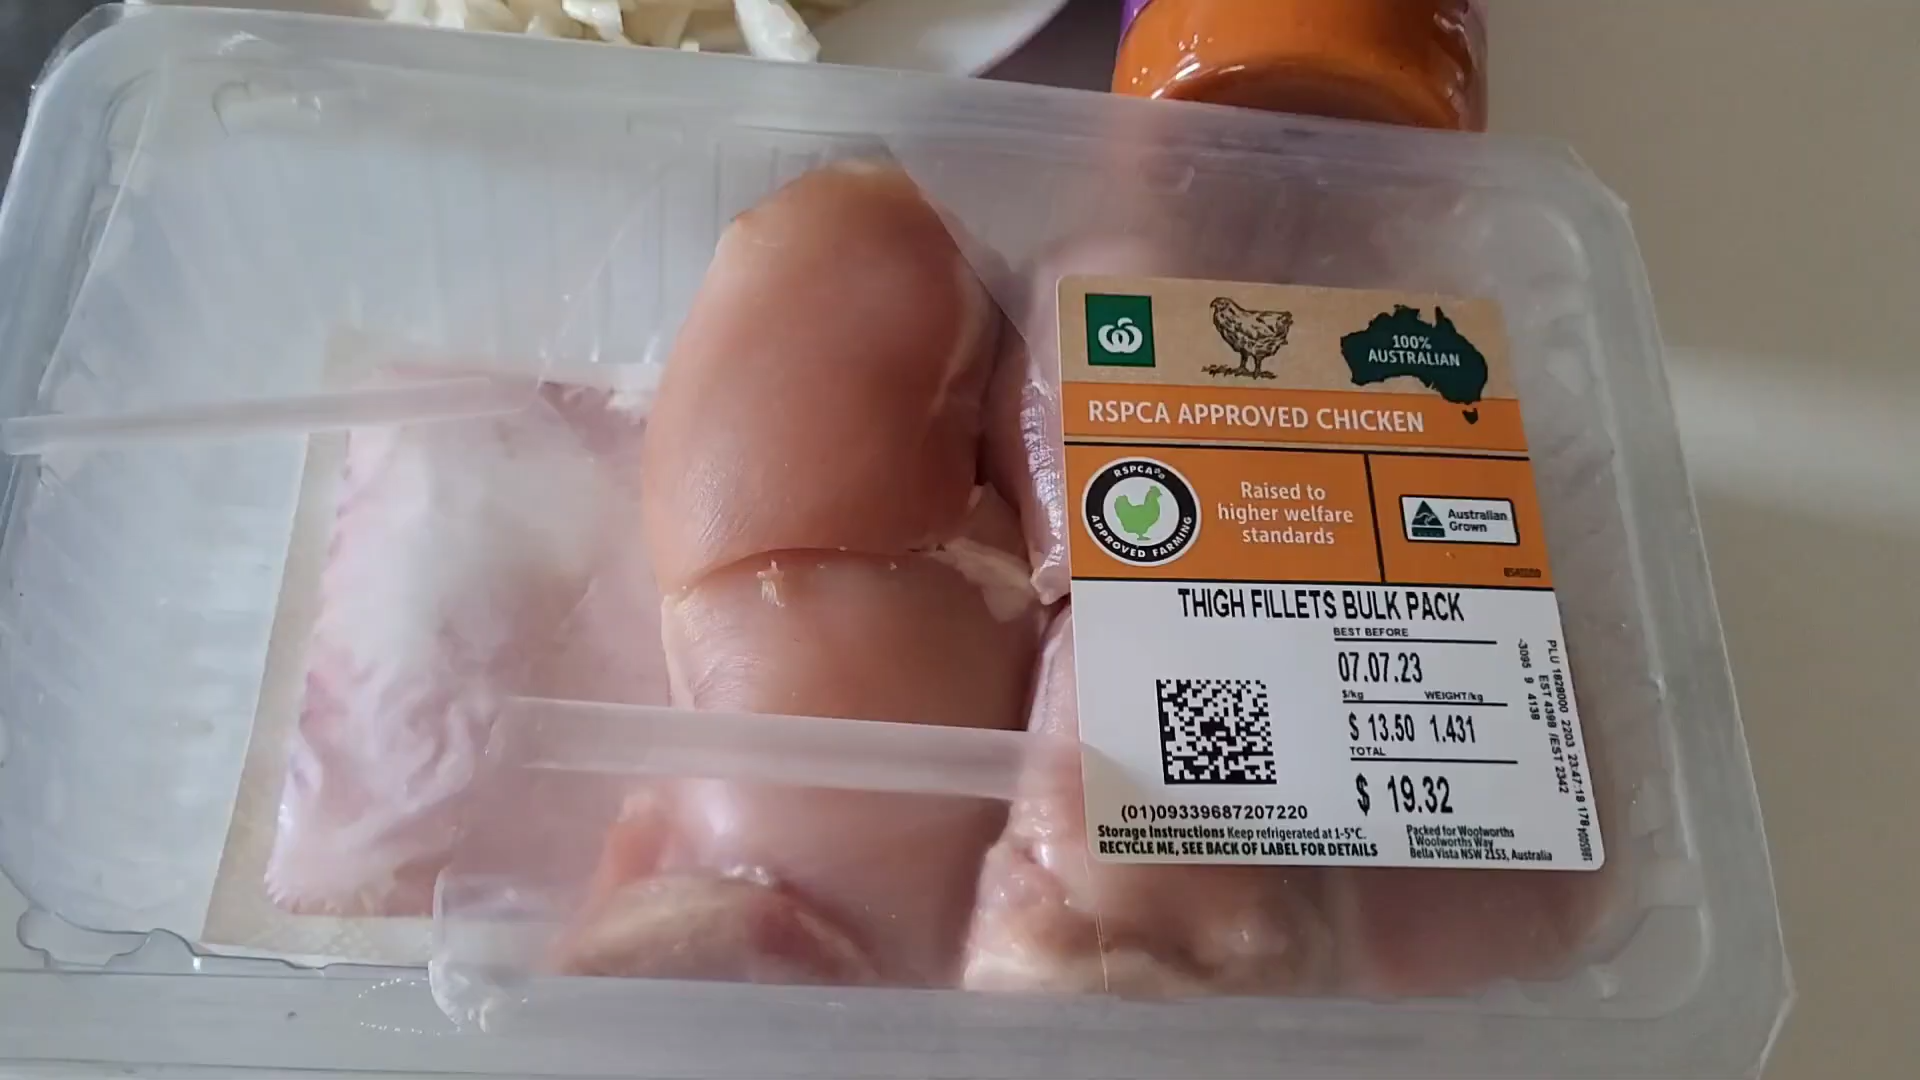 100%
AUSTRALIAN
RSPCA APPROVED CHICKEN
RSPCA
APPROVED FARMING
Raised to
higher welfare
standards
Australian
Grown
THIGH FILLETS BULK PACK
BEST BEFORE
07.07.23
$/kg WEIGHT/kg
$ 13.50 1.431
TOTAL
$ 19.32
(01)09339687207220
Storage Instructions Keep refrigerated at 1-5°C.
RECYCLE ME, SEE BACK OF LABEL FOR DETAILS
Packed for Woolworths
1 Woolworths Way
Bella Vista NSW 2153, Australia